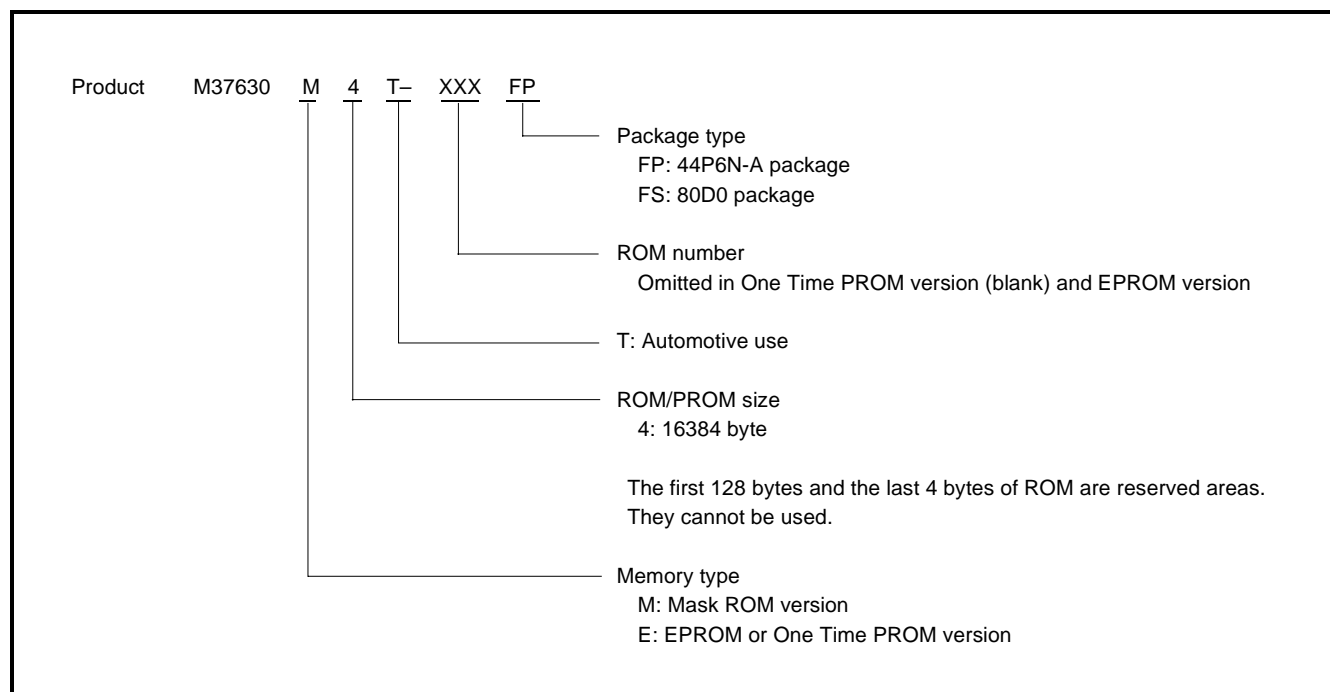 Product M37630 M 4 T– XXX FP
Package type
FP: 44P6N-A package
FS: 80D0 package
ROM number
Omitted in One Time PROM version (blank) and EPROM version
T: Automotive use
ROM/PROM size
4: 16384 byte
The first 128 bytes and the last 4 bytes of ROM are reserved areas.
They cannot be used.
Memory type
M: Mask ROM version
E: EPROM or One Time PROM version